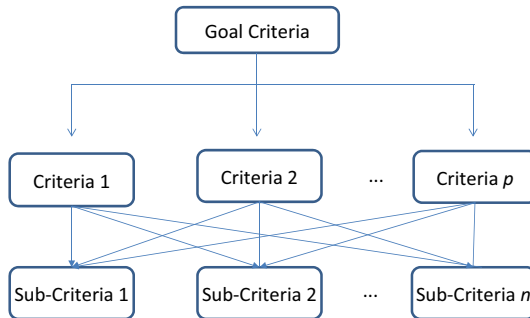 Goal Criteria
Criteria 1
Criteria 2
...
Criteria p
Sub-Criteria 1
Sub-Criteria 2
...
Sub-Criteria n